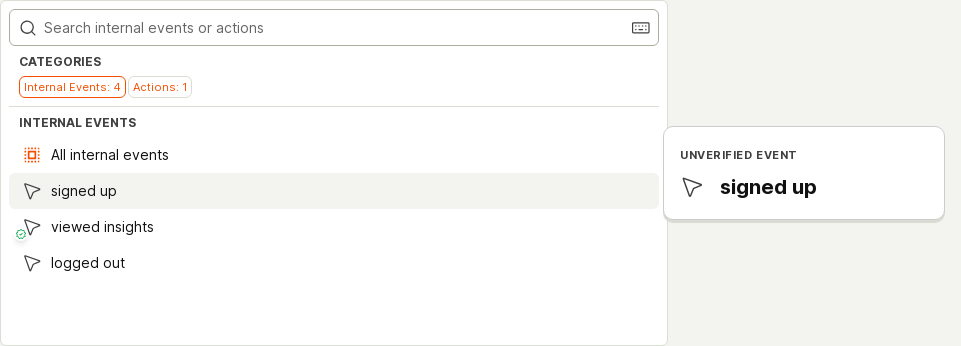 Search internal events or actions
CATEGORIES
Internal Events: 4
Actions: 1
INTERNAL EVENTS
All internal events
signed up
viewed insights
logged out
UNVERIFIED EVENT
signed up